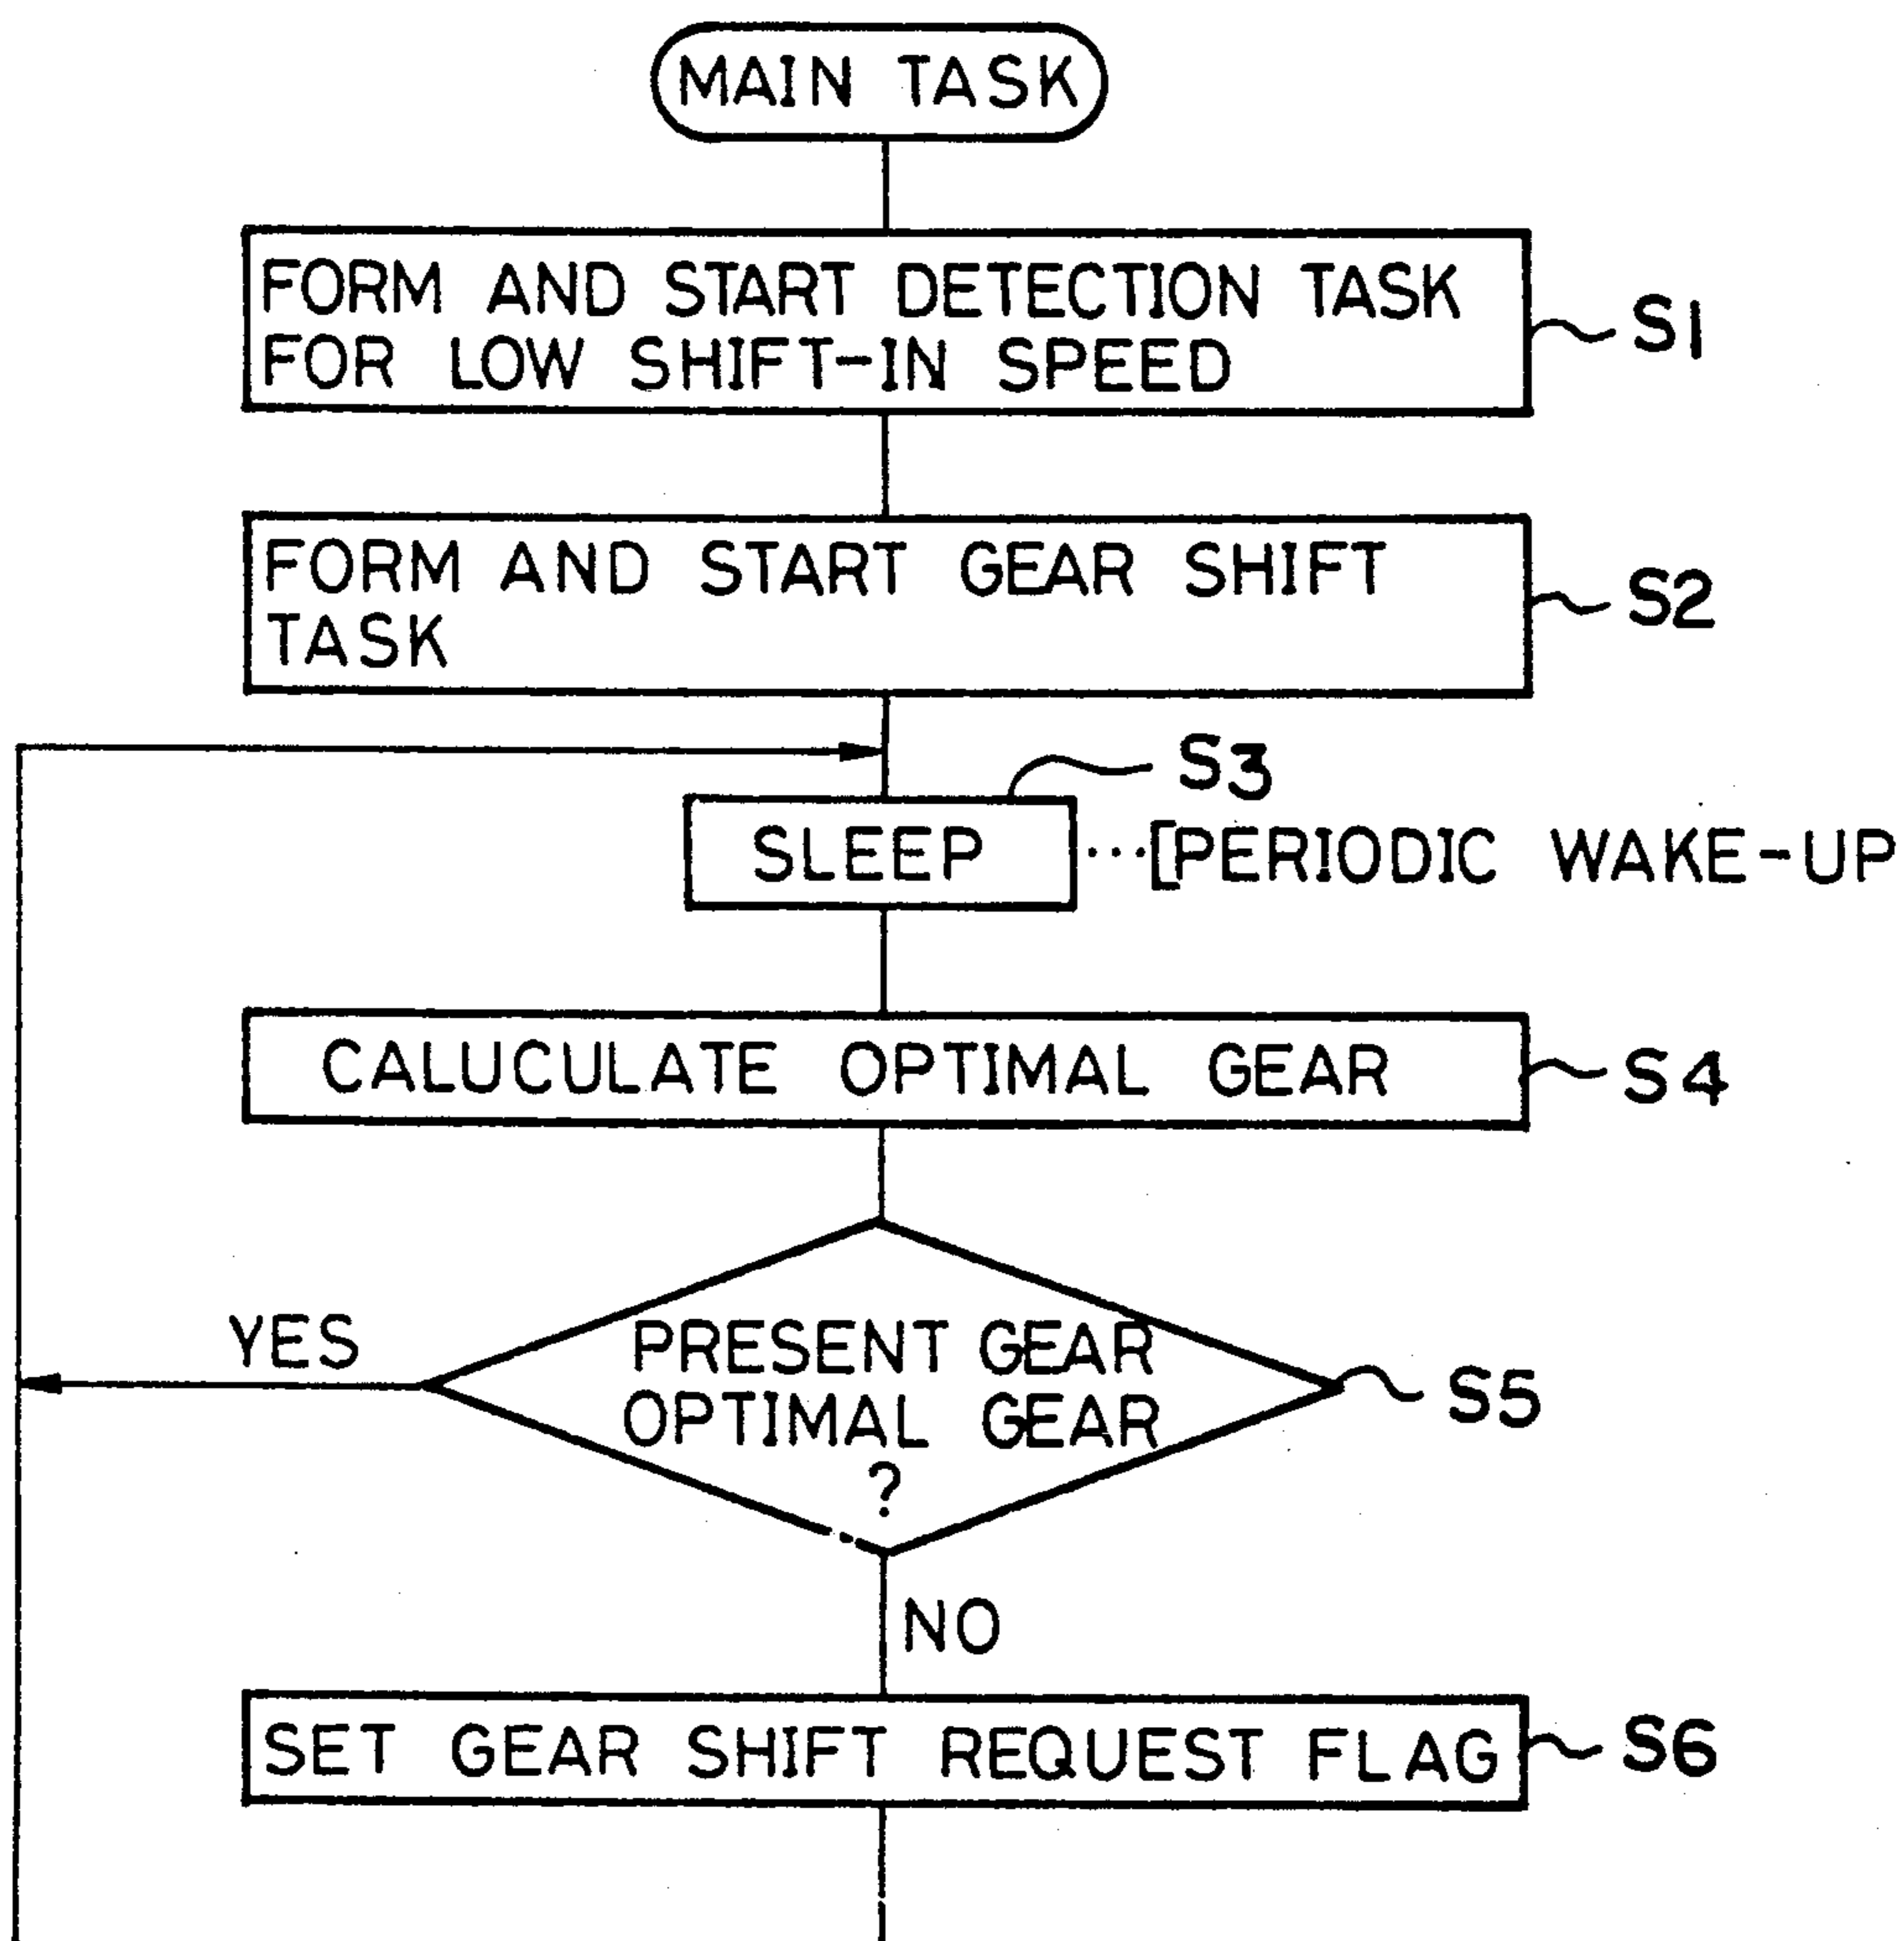 MAIN TASK
FORM AND START DETECTION TASK
FOR LOW SHIFT-IN SPEED
S1
FORM AND START GEAR SHIFT
TASK
S2
S3
SLEEP ···[PERIODIC WAKE-UP
CALUCULATE OPTIMAL GEAR
S4
YES
PRESENT GEAR
OPTIMAL GEAR
?
S5
NO
SET GEAR SHIFT REQUEST FLAG
S6